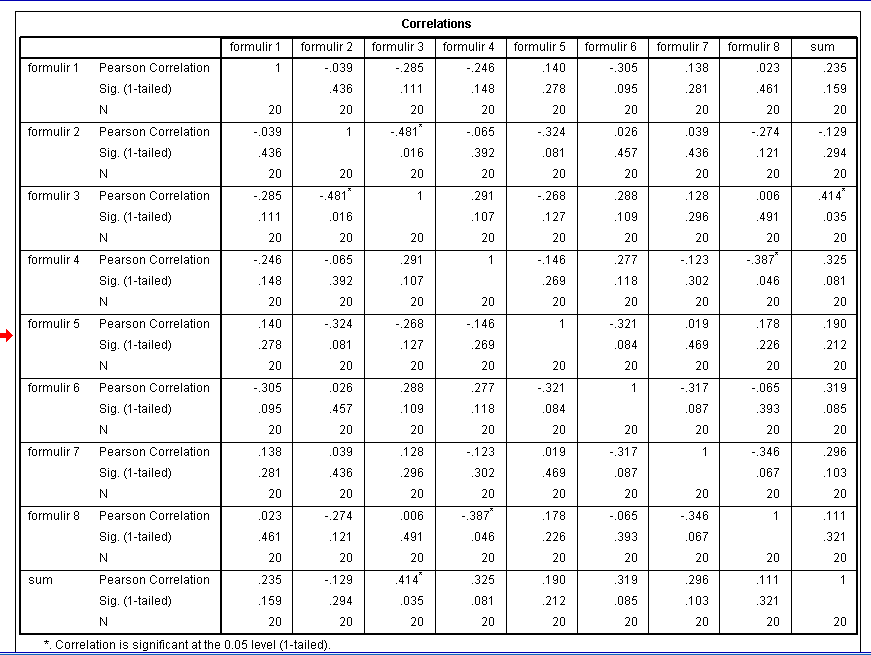 Correlations
formulir 1 formulir 2 formulir 3 formulir 4 formulir 5 formulir 6 formulir 7 formulir 8 sum
formulir 1 Pearson Correlation 1 -.039 -.285 -.246 .140 -.305 .138 .023 .235
Sig. (1-tailed) .436 .111 .148 .278 .095 .281 .461 .159
N 20 20 20 20 20 20 20 20 20
formulir 2 Pearson Correlation -.039 1 -.481* -.065 -.324 .026 .039 -.274 -.129
Sig. (1-tailed) .436 .016 .392 .081 .457 .436 .121 .294
N 20 20 20 20 20 20 20 20 20
formulir 3 Pearson Correlation -.285 -.481* 1 .291 -.268 .288 .128 .006 .414*
Sig. (1-tailed) .111 .016 .107 .127 .109 .296 .491 .035
N 20 20 20 20 20 20 20 20 20
formulir 4 Pearson Correlation -.246 -.065 .291 1 -.146 .277 -.123 -.387* .325
Sig. (1-tailed) .148 .392 .107 .269 .118 .302 .046 .081
N 20 20 20 20 20 20 20 20 20
formulir 5 Pearson Correlation .140 -.324 -.268 -.146 1 -.321 .019 .178 .190
Sig. (1-tailed) .278 .081 .127 .269 .084 .469 .226 .212
N 20 20 20 20 20 20 20 20 20
formulir 6 Pearson Correlation -.305 .026 .288 .277 -.321 1 -.317 -.065 .319
Sig. (1-tailed) .095 .457 .109 .118 .084 .087 .393 .085
N 20 20 20 20 20 20 20 20 20
formulir 7 Pearson Correlation .138 .039 .128 -.123 .019 -.317 1 -.346 .296
Sig. (1-tailed) .281 .436 .296 .302 .469 .087 .067 .103
N 20 20 20 20 20 20 20 20 20
formulir 8 Pearson Correlation .023 -.274 .006 -.387* .178 -.065 -.346 1 .111
Sig. (1-tailed) .461 .121 .491 .046 .226 .393 .067 .321
N 20 20 20 20 20 20 20 20 20
sum Pearson Correlation .235 -.129 .414* .325 .190 .319 .296 .111 1
Sig. (1-tailed) .159 .294 .035 .081 .212 .085 .103 .321
N 20 20 20 20 20 20 20 20 20
*. Correlation is significant at the 0.05 level (1-tailed).